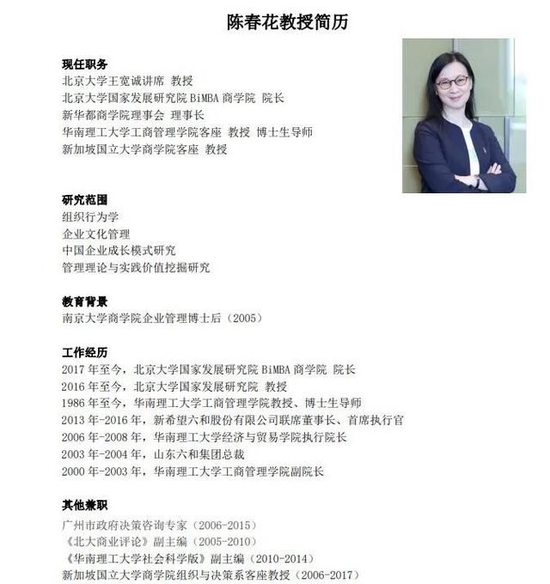 陈春花教授简历
现任职务
北京大学王宽诚讲席 教授
北京大学国家发展研究院 BiMBA 商学院 院长
新华都商学院理事会 理事长
华南理工大学工商管理学院客座 教授 博士生导师
新加坡国立大学商学院客座 教授
研究范围
组织行为学
企业文化管理
中国企业成长模式研究
管理理论与实践价值挖掘研究
教育背景
南京大学商学院企业管理博士后（2005）
工作经历
2017 年至今，北京大学国家发展研究院 BiMBA 商学院 院长
2016 年至今，北京大学国家发展研究院 教授
1986 年至今，华南理工大学工商管理学院教授、博士生导师
2013 年-2016 年，新希望六和股份有限公司联席董事长、首席执行官
2006 年-2008 年，华南理工大学经济与贸易学院执行院长
2003 年-2004 年，山东六和集团总裁
2000 年-2003 年，华南理工大学工商管理学院副院长
其他兼职
广州市政府决策咨询专家（2006-2015）
《北大商业评论》副主编（2005-2010）
《华南理工大学社会科学版》副主编（2010-2014）
新加坡国立大学商学院组织与决策系客座教授（2006-2017）